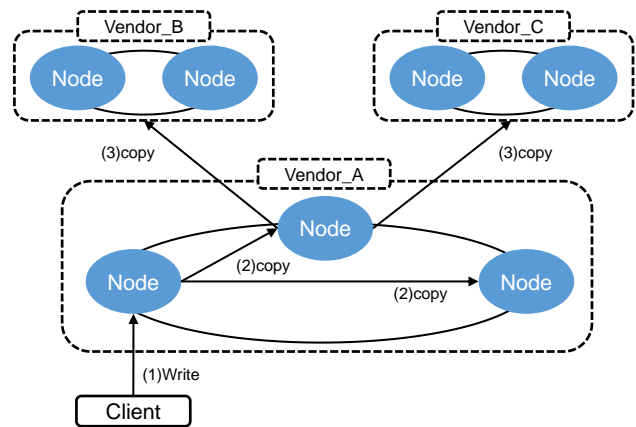 Vendor_B
Vendor_C
Node
Node
Node
Node
(3)copy
(3)copy
Vendor_A
Node
(2)copy
Node
Node
(2)copy
(1)Write
Client